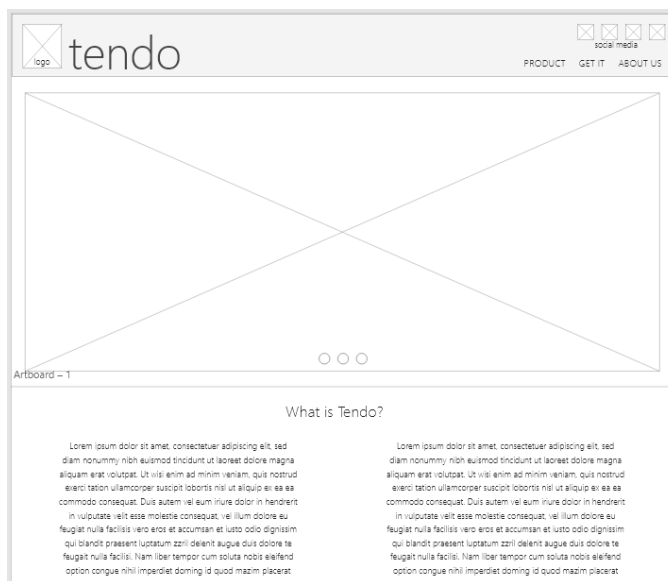 logo
tendo
social media
PRODUCT GET IT ABOUT US
Artboard – 1
What is Tendo?
Lorem ipsum dolor sit amet, consectetuer adipiscing elit, sed
diam nonummy nibh euismod tincidunt ut laoreet dolore magna
aliquam erat volutpat. Ut wisi enim ad minim veniam, quis nostrud
exerci tation ullamcorper suscipit lobortis nisl ut aliquip ex ea ea
commodo consequat. Duis autem vel eum iriure dolor in hendrerit
in vulputate velit esse molestie consequat, vel illum dolore eu
feugiat nulla facilisis vero eros et accumsan et iusto odio dignissim
qui blandit praesent luptatum zzril delenit augue duis dolore te
feugait nulla facilisi. Nam liber tempor cum soluta nobis eleifend
option congue nihil imperdiet doming id quod mazim placerat
Lorem ipsum dolor sit amet, consectetuer adipiscing elit, sed
diam nonummy nibh euismod tincidunt ut laoreet dolore magna
aliquam erat volutpat. Ut wisi enim ad minim veniam, quis nostrud
exerci tation ullamcorper suscipit lobortis nisl ut aliquip ex ea ea
commodo consequat. Duis autem vel eum iriure dolor in hendrerit
in vulputate velit esse molestie consequat, vel illum dolore eu
feugiat nulla facilisis vero eros et accumsan et iusto odio dignissim
qui blandit praesent luptatum zzril delenit augue duis dolore te
feugait nulla facilisi. Nam liber tempor cum soluta nobis eleifend
option congue nihil imperdiet doming id quod mazim placerat